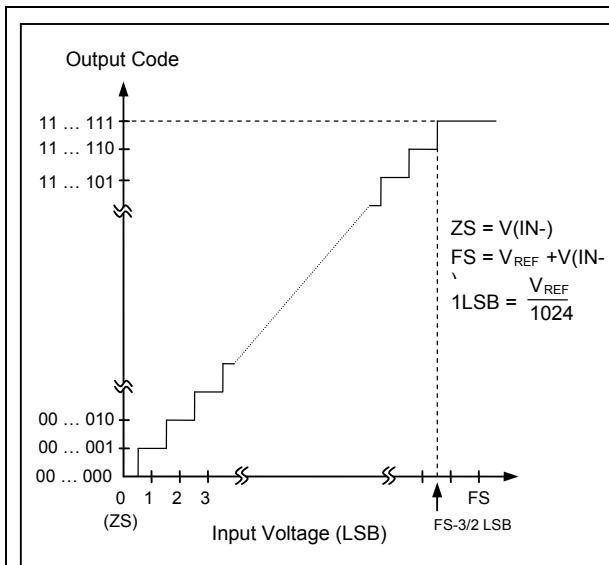 Output Code
11 ... 111
11 ... 110
11 ... 101
ZS = V(IN-)
FS = VREF +V(IN-
1LSB = VREF
1024
00 ... 010
00 ... 001
00 ... 000
0 1 2 3 FS
(ZS)
FS-3/2 LSB
Input Voltage (LSB)